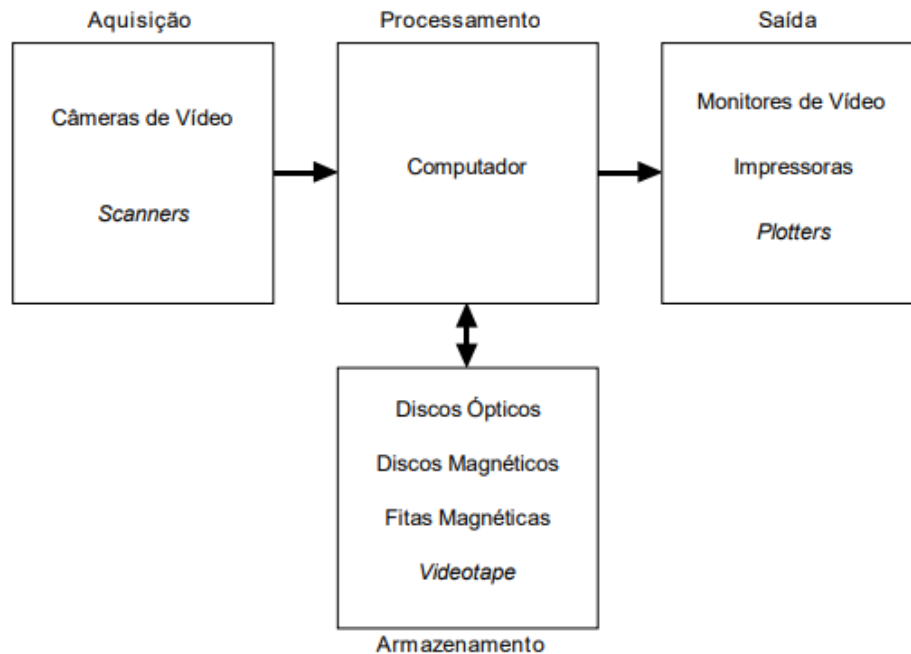 Aquisição
Câmeras de Vídeo
Scanners
Processamento
Computador
Saída
Monitores de Vídeo
Impressoras
Plotters
Discos Ópticos
Discos Magnéticos
Fitas Magnéticas
Videotape
Armazenamento